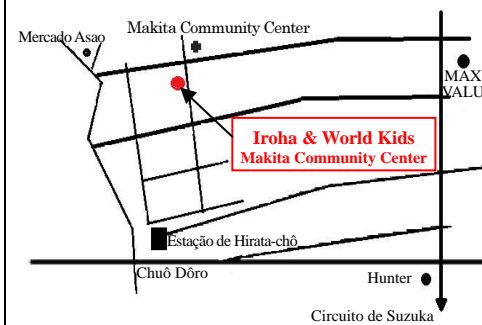 Makita Community Center
Mercado Asao
MAX
VALU
Iroha & World Kids
Makita Community Center
Estação de Hirata-chô
Chuô Dôro
Hunter
Circuito de Suzuka